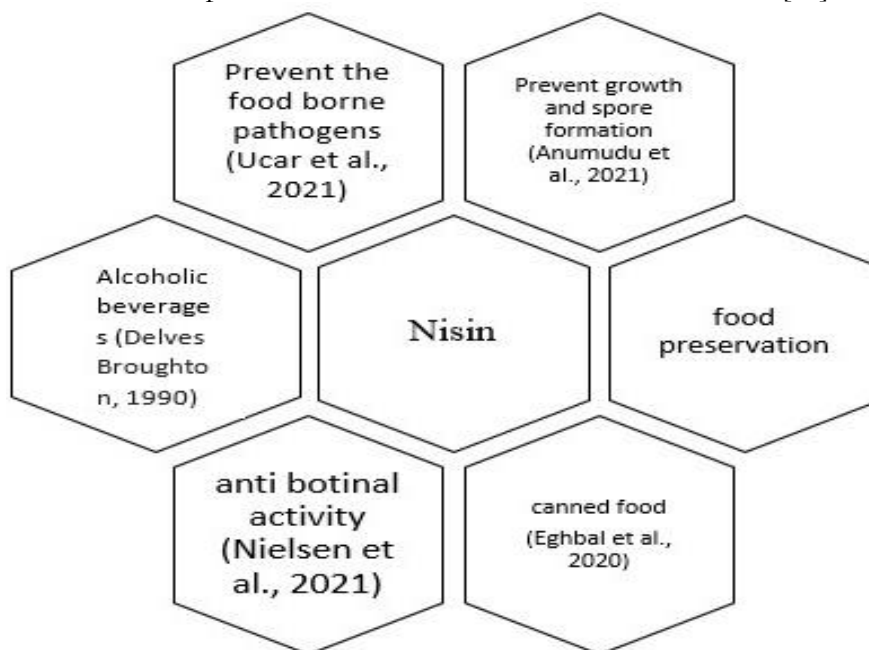 Prevent the
food borne
pathogens
(Ucar et al.,
2021)
Prevent growth
and spore
formation
(Anumudu et
al., 2021)
Alcoholic
beverage
s (Delves
Broughto
n, 1990)
Nisin
food
preservation
anti botinal
activity
(Nielsen et
al., 2021)
canned food
(Eghbal et al.,
2020)